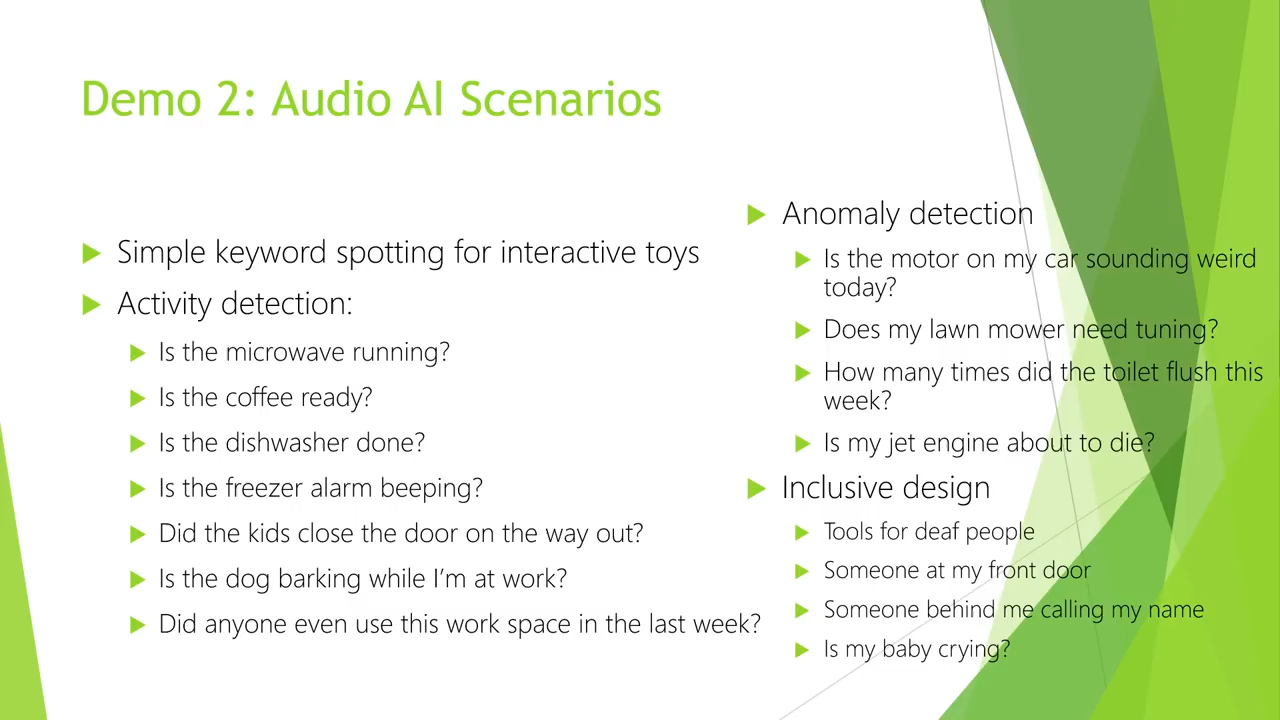 Demo 2: Audio AI Scenarios
Simple keyword spotting for interactive toys
Activity detection:
Is the microwave running?
Is the coffee ready?
Is the dishwasher done?
Is the freezer alarm beeping?
Did the kids close the door on the way out?
Is the dog barking while I'm at work?
Did anyone even use this work space in the last week?
Anomaly detection
Is the motor on my car sounding weird
today?
Does my lawn mower need tuning?
How many times did the toilet flush this
week?
Is my jet engine about to die?
Inclusive design
Tools for deaf people
Someone at my front door
Someone behind me calling my name
Is my baby crying?